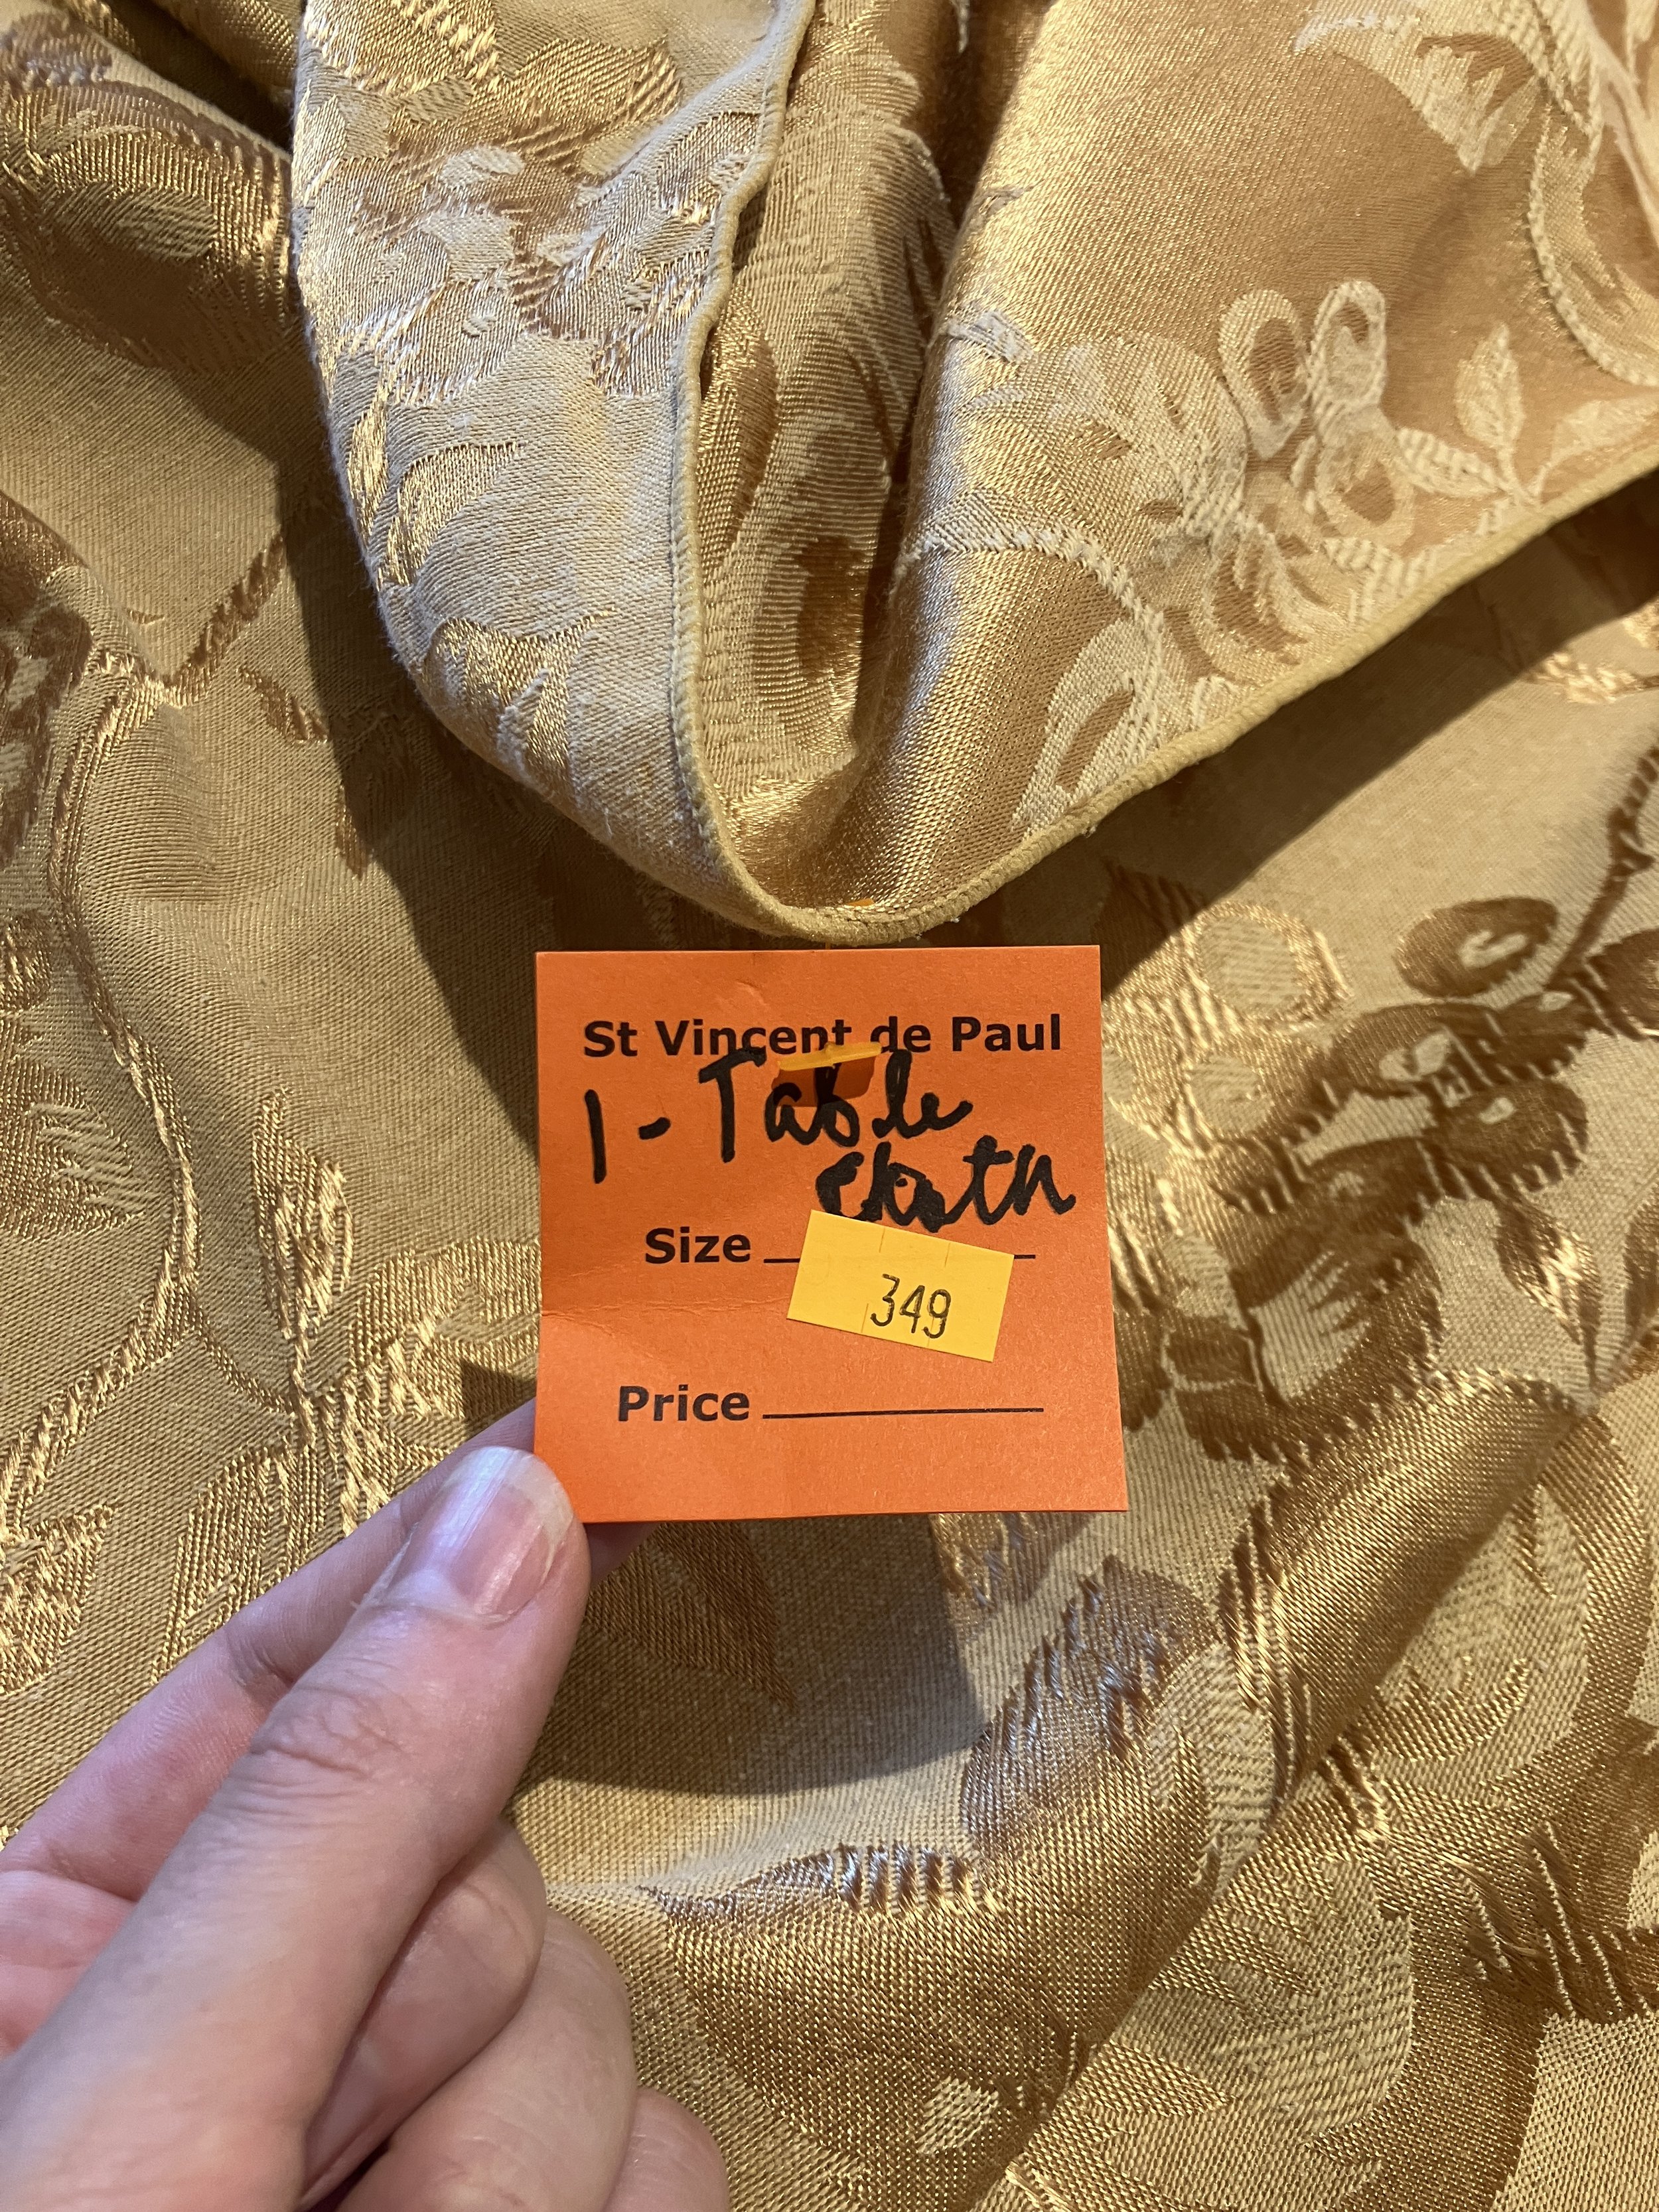 St Vincent de Paul
1 - Table
cloth
Size
349
Price